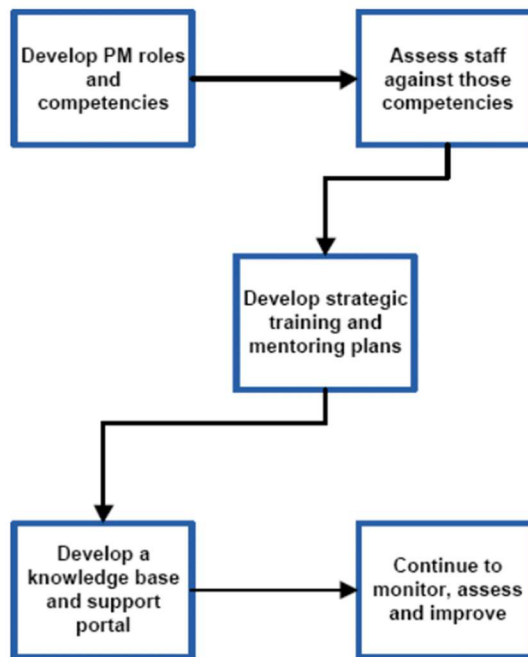 Develop PM roles
and
competencies
Assess staff
against those
competencies
Develop strategic
training and
mentoring plans
Develop a
knowledge base
and support
portal
Continue to
monitor, assess
and improve